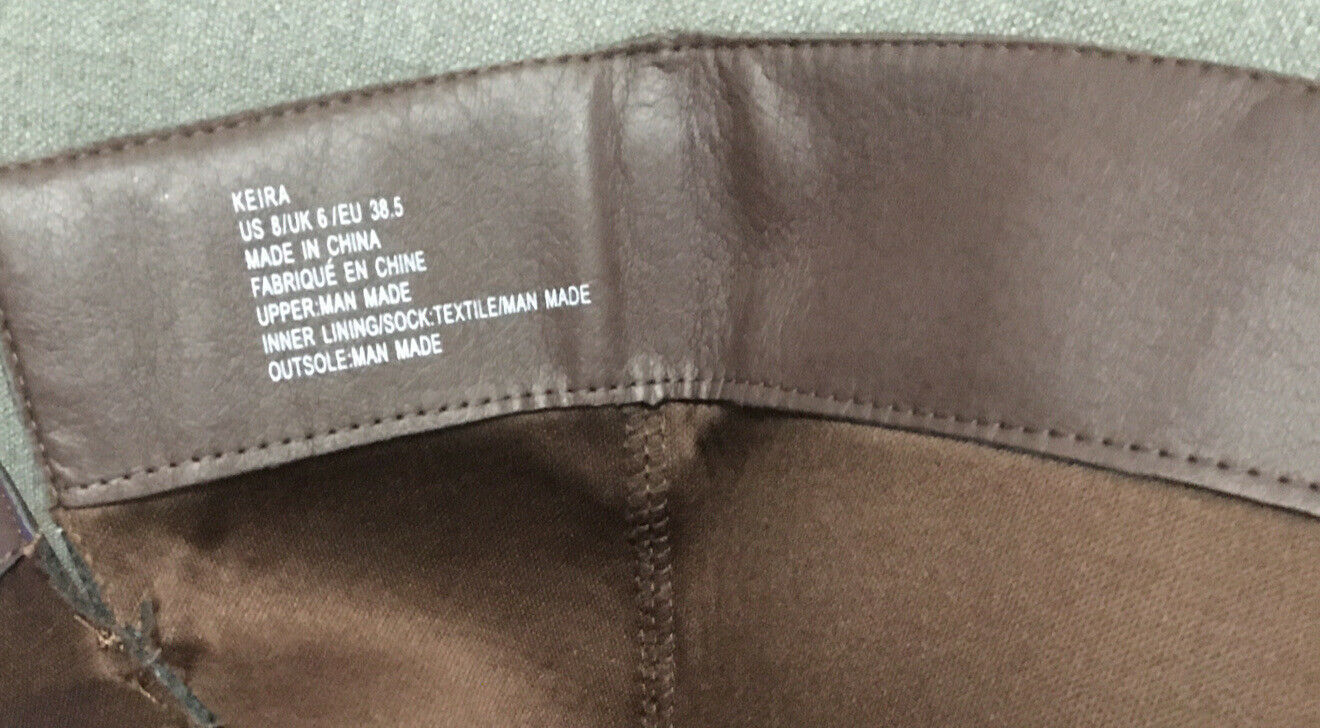 KEIRA
US 8/UK 6/EU 38.5
MADE IN CHINA
FABRIQUÉ EN CHINE
UPPER:MAN MADE
INNER LINING/SOCK:TEXTILE/MAN MADE
OUTSOLE:MAN MADE